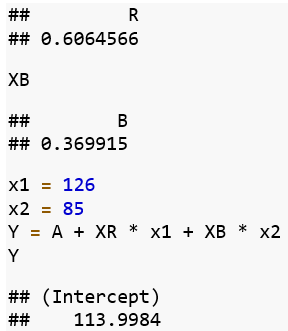 ##          R
## 0.6064566
XB
##        B
## 0.369915
x1 = 126
x2 = 85
Y = A + XR * x1 + XB * x2
Y
## (Intercept)
##    113.9984